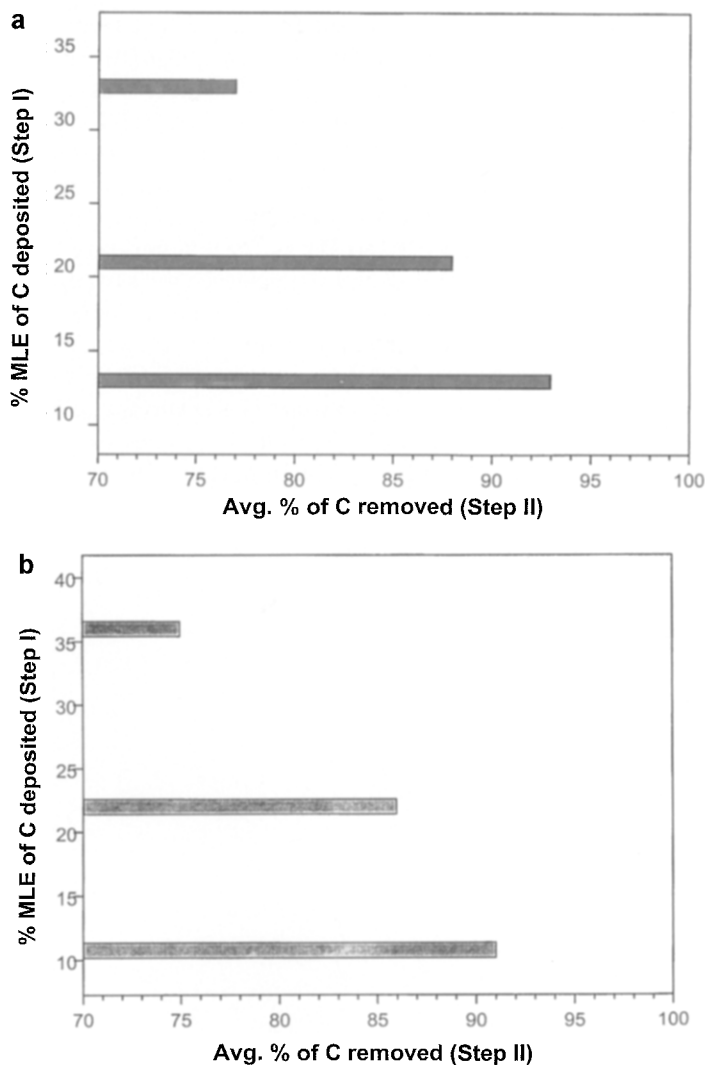 a
% MLE of C deposited (Step I)
35
30
25
20
15
10
70 75 80 85 90 95 100
Avg. % of C removed (Step II)
b
% MLE of C deposited (Step I)
40
35
30
25
20
15
10
70 75 80 85 90 95 100
Avg. % of C removed (Step II)